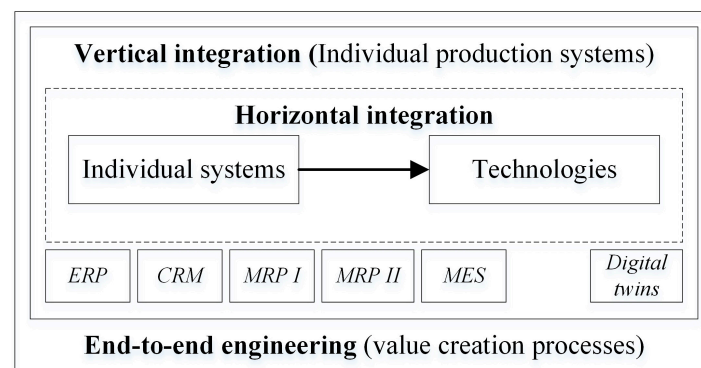 Vertical integration (Individual production systems)
Horizontal integration
Individual systems
Technologies
ERP
CRM
MRP I
MRP II
MES
Digital
twins
End-to-end engineering (value creation processes)